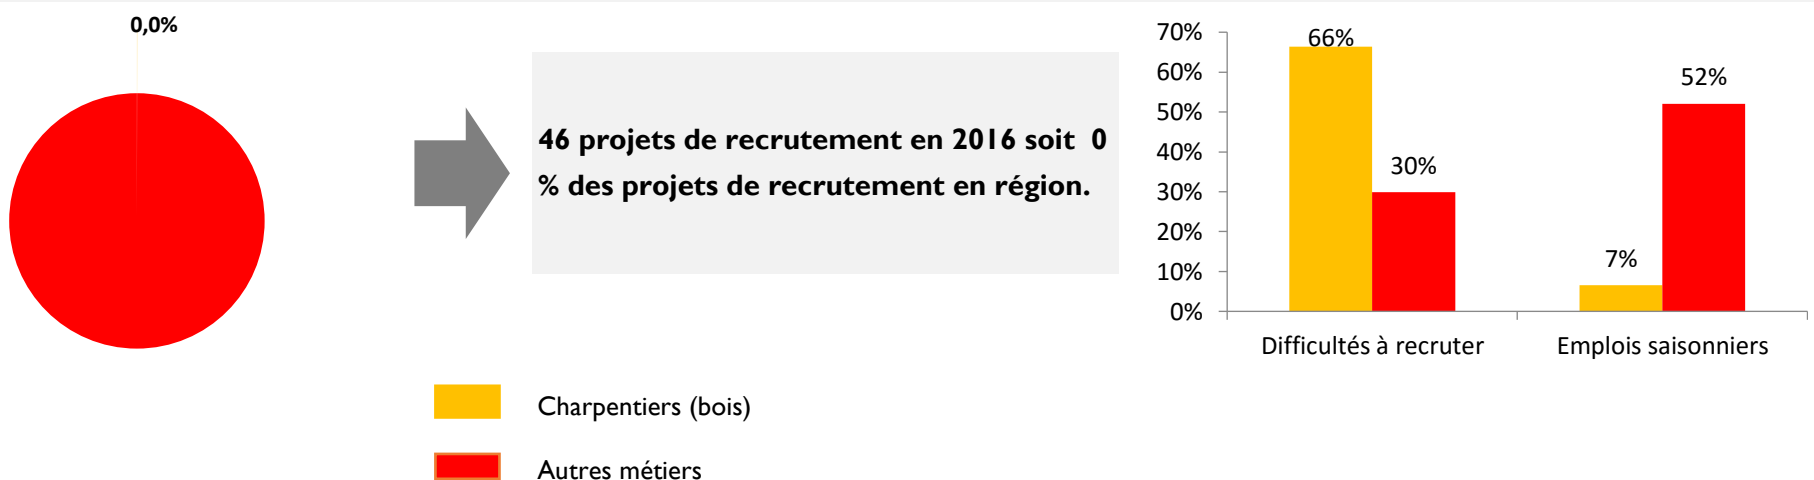 0,0%
46 projets de recrutement en 2016 soit  0
% des projets de recrutement en région.
70%
60%
50%
40%
30%
20%
10%
0%
66%
30%
7%
52%
Difficultés à recruter
Emplois saisonniers
Charpentiers (bois)
Autres métiers